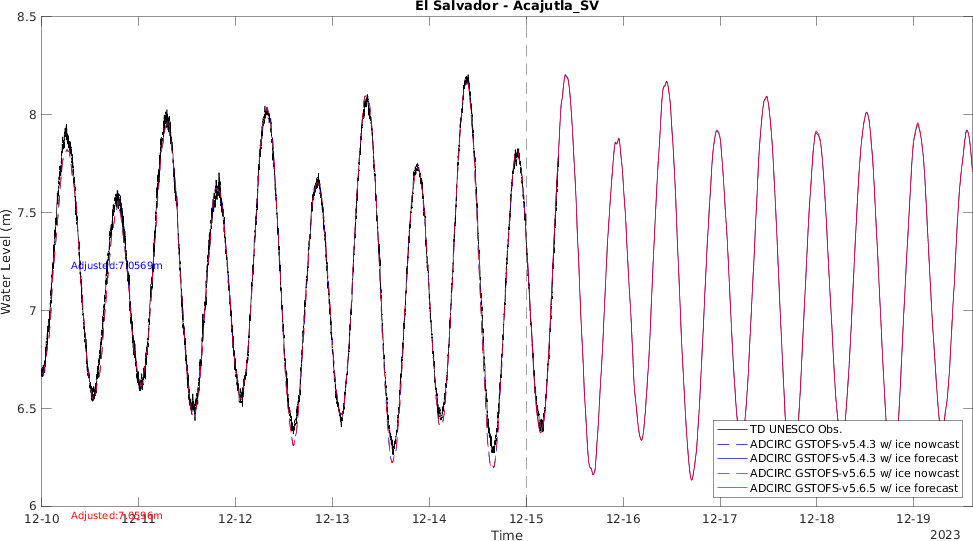 El Salvador - Acajutla_SV
8.5
8
7.5
7
6.5
6
Water Level (m)
Adjusted:7.0569m
Adjusted:7.0596m
TD UNESCO Obs.
ADCIRC GSTOFS-v5.4.3 w/ ice nowcast
ADCIRC GSTOFS-v5.4.3 w/ ice forecast
ADCIRC GSTOFS-v5.6.5 w/ ice nowcast
ADCIRC GSTOFS-v5.6.5 w/ ice forecast
12-10 12-11 12-12 12-13 12-14 12-15 12-16 12-17 12-18 12-19
Time
2023